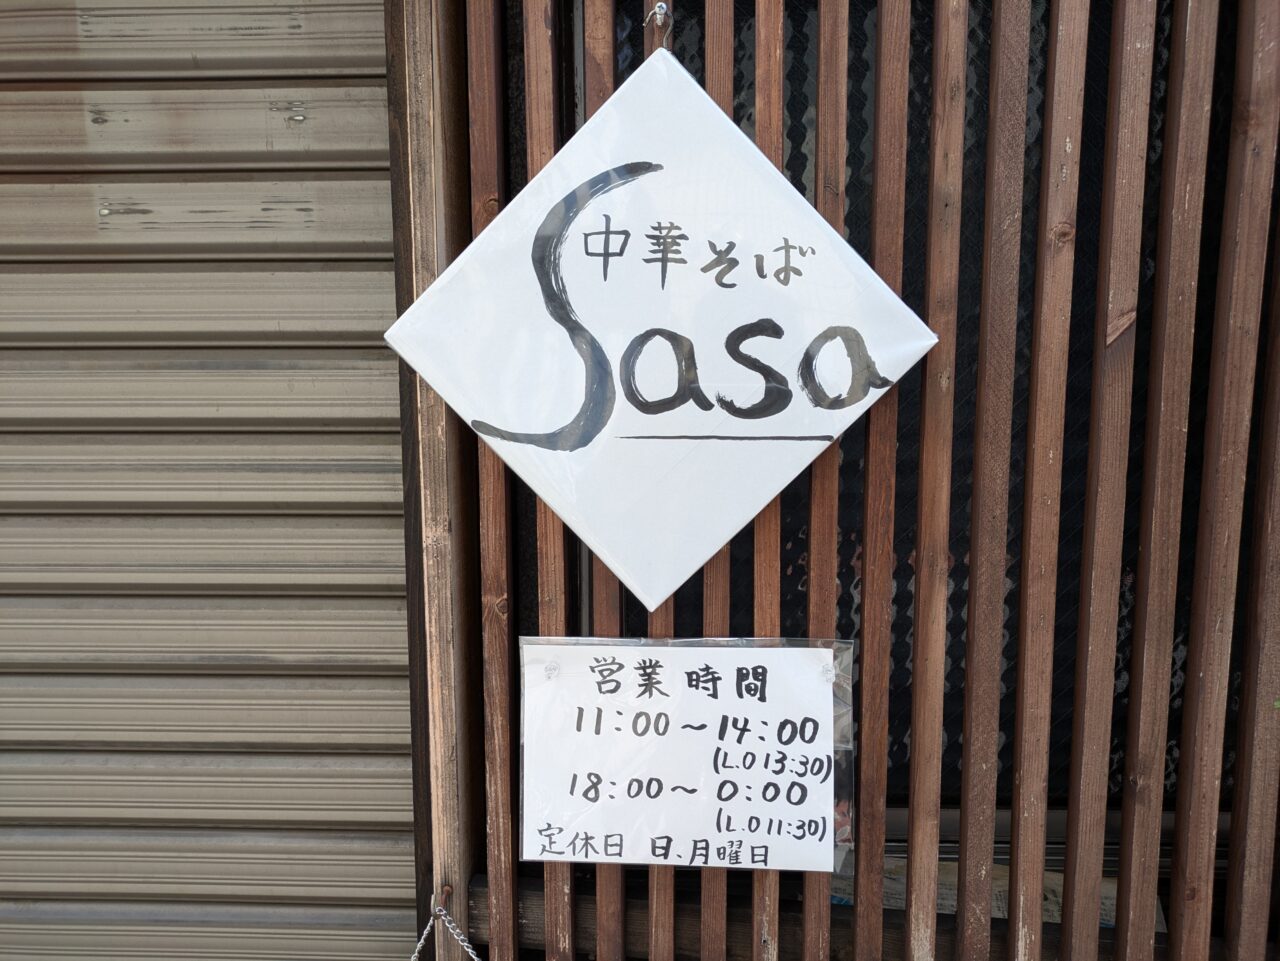 中華そば
Sasa
営業時間
11:00～14:00
(L.O 13:30)
18:00～0:00
(L.O 11:30)
定休日 日、月曜日